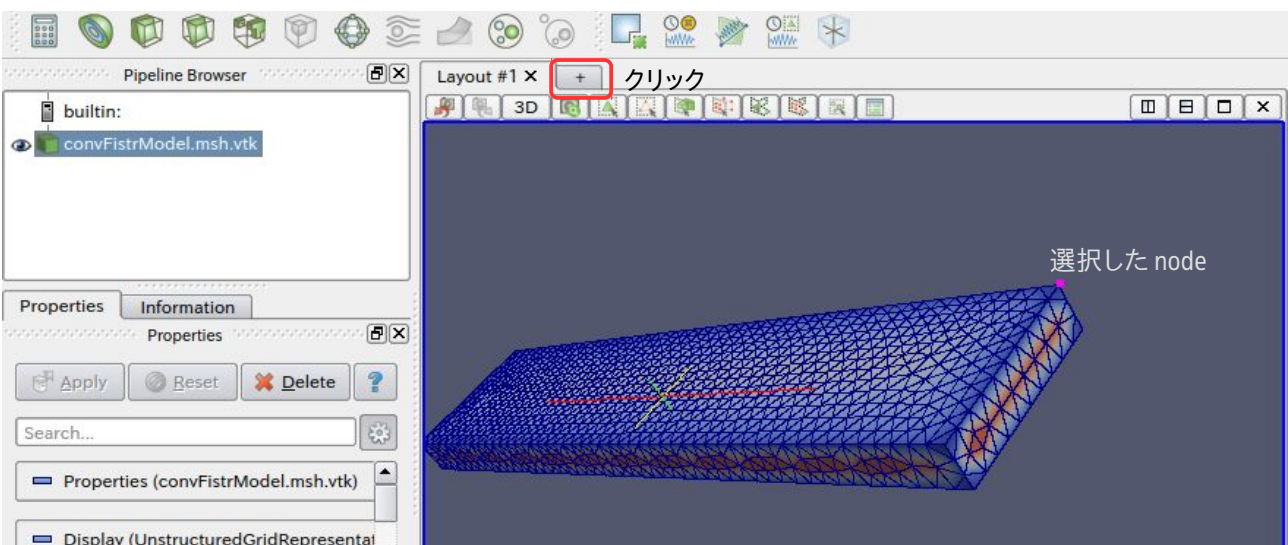 Pipeline Browser
builtin:
convFistrModel.msh.vtk
Properties
Information
Properties
Apply
Reset
Delete
?
Search...
Properties (convFistrModel.msh.vtk)
Display (UnstructuredGridRepresentat
Layout #1
+
クリック
3D
選択した node